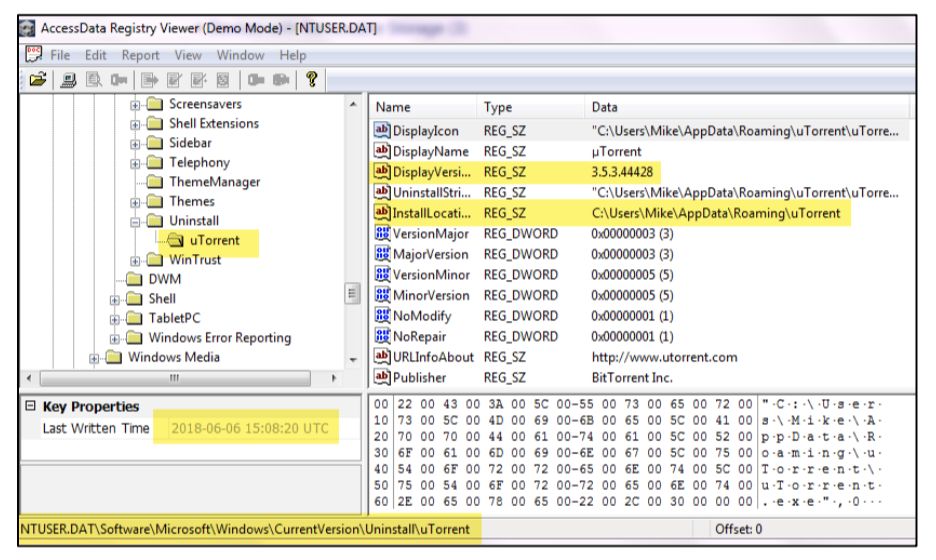 AccessData Registry Viewer (Demo Mode) - [NTUSER.DAT]
File Edit Report View Window Help
Screensavers
Shell Extensions
Sidebar
Telephony
ThemeManager
Themes
Uninstall
uTorrent
WinTrust
DWM
Shell
TabletPC
Windows Error Reporting
Windows Media
Name Type Data
DisplayIcon REG_SZ "C:\Users\Mike\AppData\Roaming\uTorrent\uTorre...
DisplayName REG_SZ µTorrent
DisplayVersi... REG_SZ 3.5.3.44428
UninstallStri... REG_SZ "C:\Users\Mike\AppData\Roaming\uTorrent\uTorre...
InstallLocati... REG_SZ C:\Users\Mike\AppData\Roaming\uTorrent
VersionMajor REG_DWORD 0x00000003 (3)
MajorVersion REG_DWORD 0x00000003 (3)
VersionMinor REG_DWORD 0x00000005 (5)
MinorVersion REG_DWORD 0x00000005 (5)
NoModify REG_DWORD 0x00000001 (1)
NoRepair REG_DWORD 0x00000001 (1)
URLInfoAbout REG_SZ http://www.utorrent.com
Publisher REG_SZ BitTorrent Inc.
Key Properties
Last Written Time 2018-06-06 15:08:20 UTC
00 22 00 43 00 3A 00 5C 00-55 00 73 00 65 00 72 00 "·C·:·\·U·s·e·r·
10 73 00 5C 00 4D 00 69 00-6B 00 65 00 5C 00 41 00 s·\·M·i·k·e·\·A·
20 70 00 70 00 44 00 61 00-74 00 61 00 5C 00 52 00 p·p·D·a·t·a·\·R·
30 6F 00 61 00 6D 00 69 00-6E 00 67 00 5C 00 75 00 o·a·m·i·n·g·\·u·
40 54 00 6F 00 72 00 72 00-65 00 6E 00 74 00 5C 00 T·o·r·r·e·n·t·\·
50 75 00 54 00 6F 00 72 00-72 00 65 00 6E 00 74 00 u·T·o·r·r·e·n·t·
60 2E 00 65 00 78 00 65 00-22 00 2C 00 30 00 00 00 .·e·x·e·"·,·0···
NTUSER.DAT\Software\Microsoft\Windows\CurrentVersion\Uninstall\uTorrent
Offset: 0